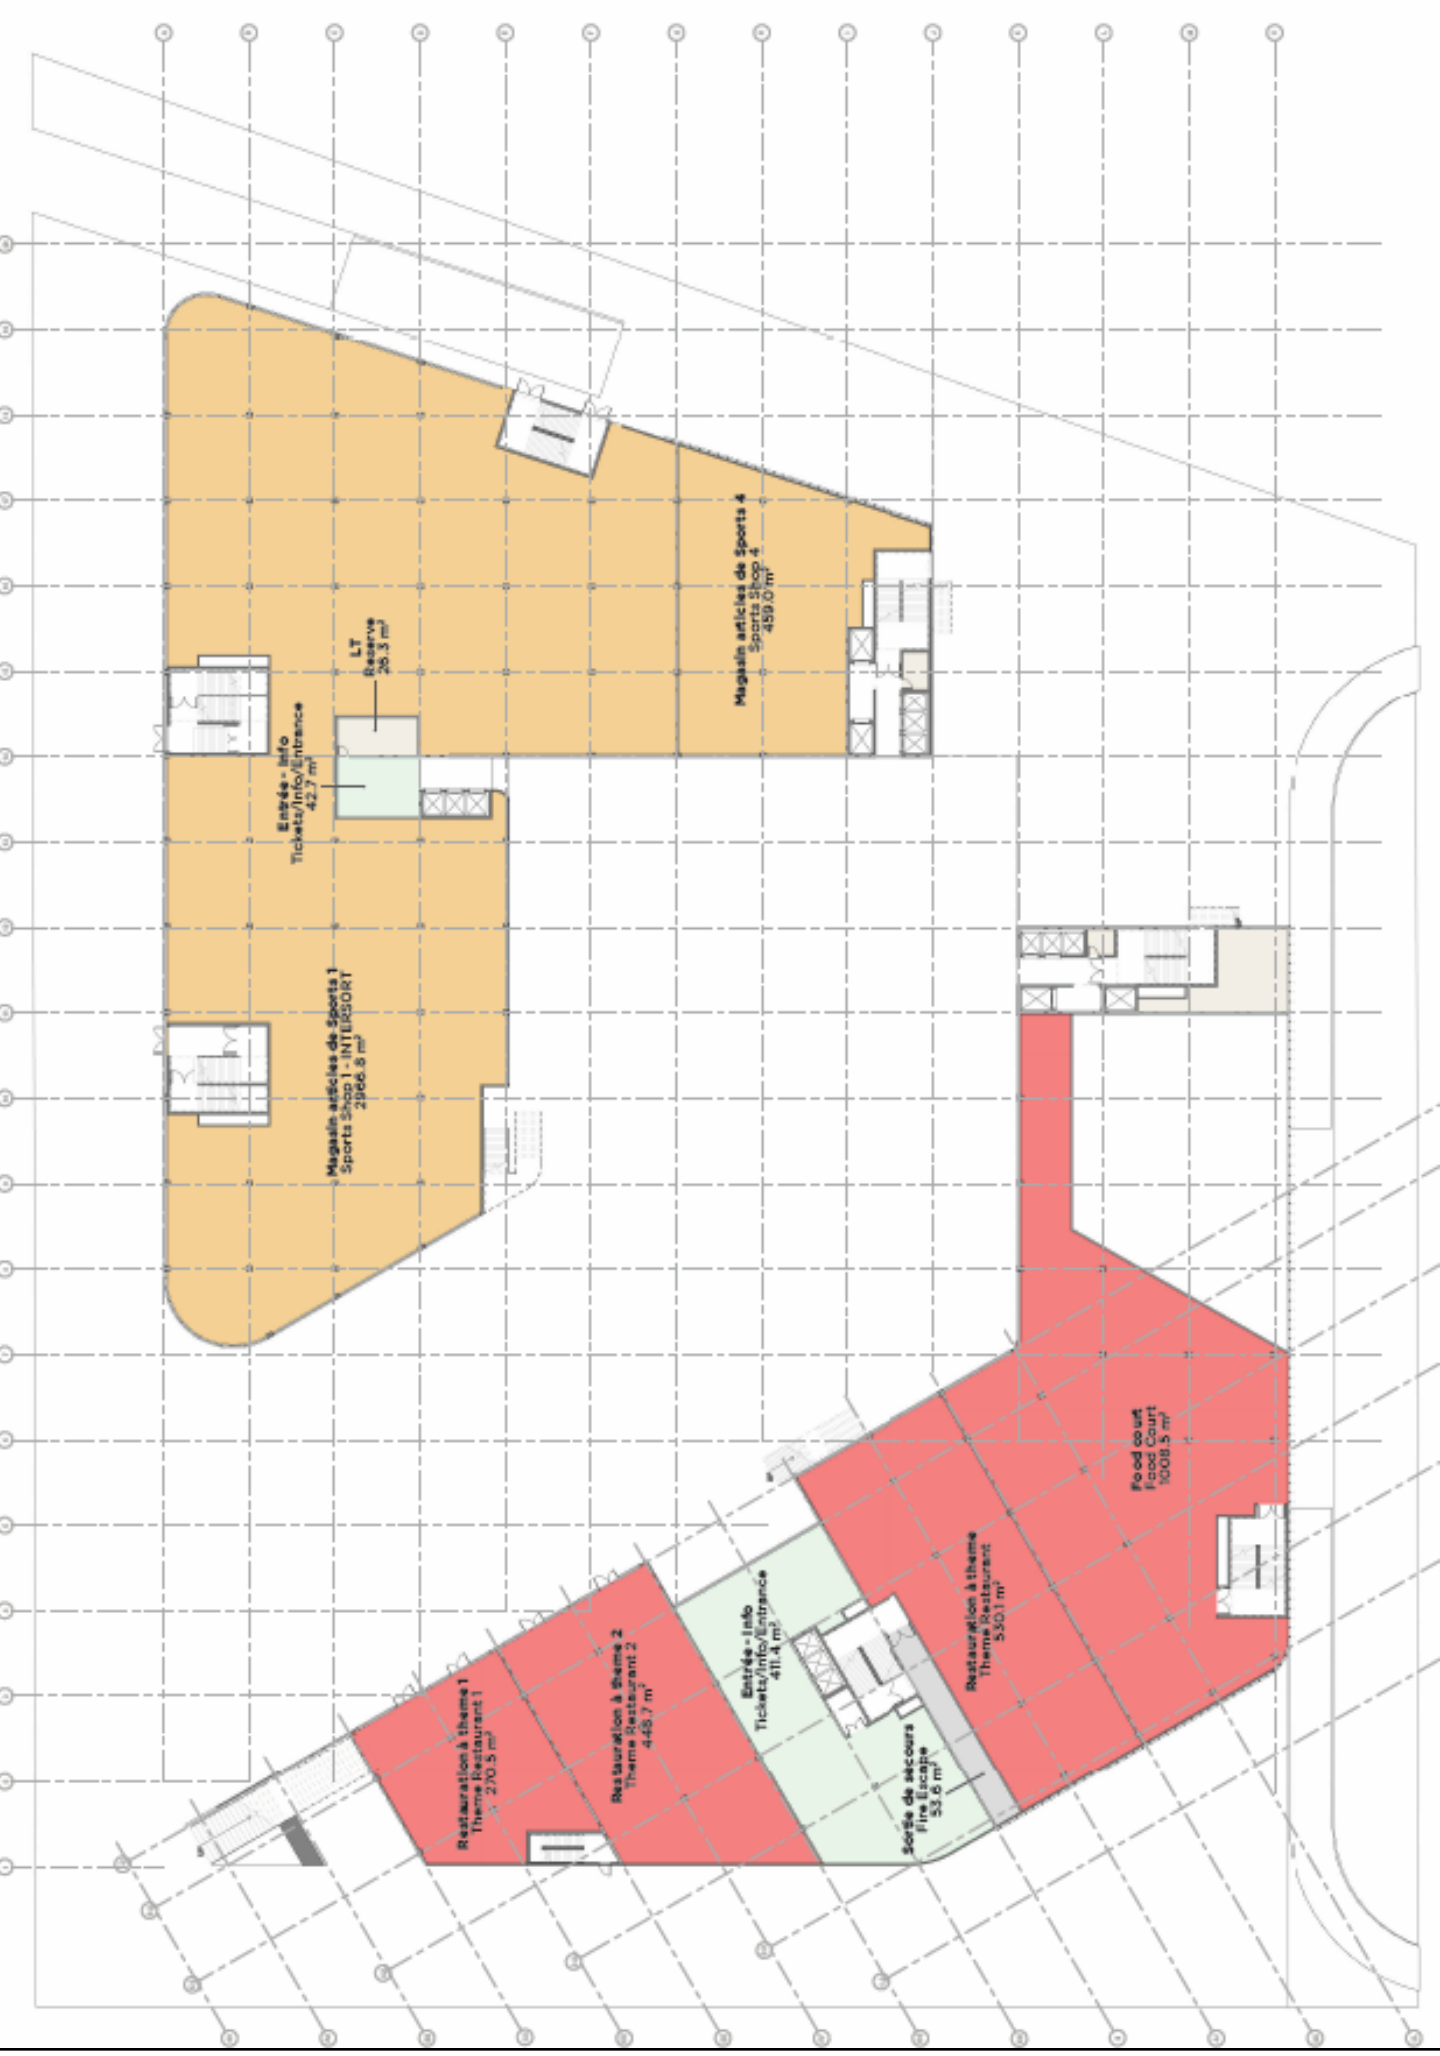 Magasin articles de Sports 4
Sports Shop 4
459.0 m²
LT
Reserve
26.3 m²
Entrée - Info
Tickets/Info/Entrance
42.7 m²
Magasin articles de Sports 1
Sports Shop 1 - INTERSORT
2966.8 m²
Food court
Food Court
1008.5 m²
Restauration à theme
Theme Restaurant
530.1 m²
Entrée - Info
Tickets/Info/Entrance
411.4 m²
Sortie de secours
Fire Escape
53.6 m²
Restauration à theme 2
Theme Restaurant 2
448.7 m²
Restauration à theme 1
Theme Restaurant 1
270.5 m²